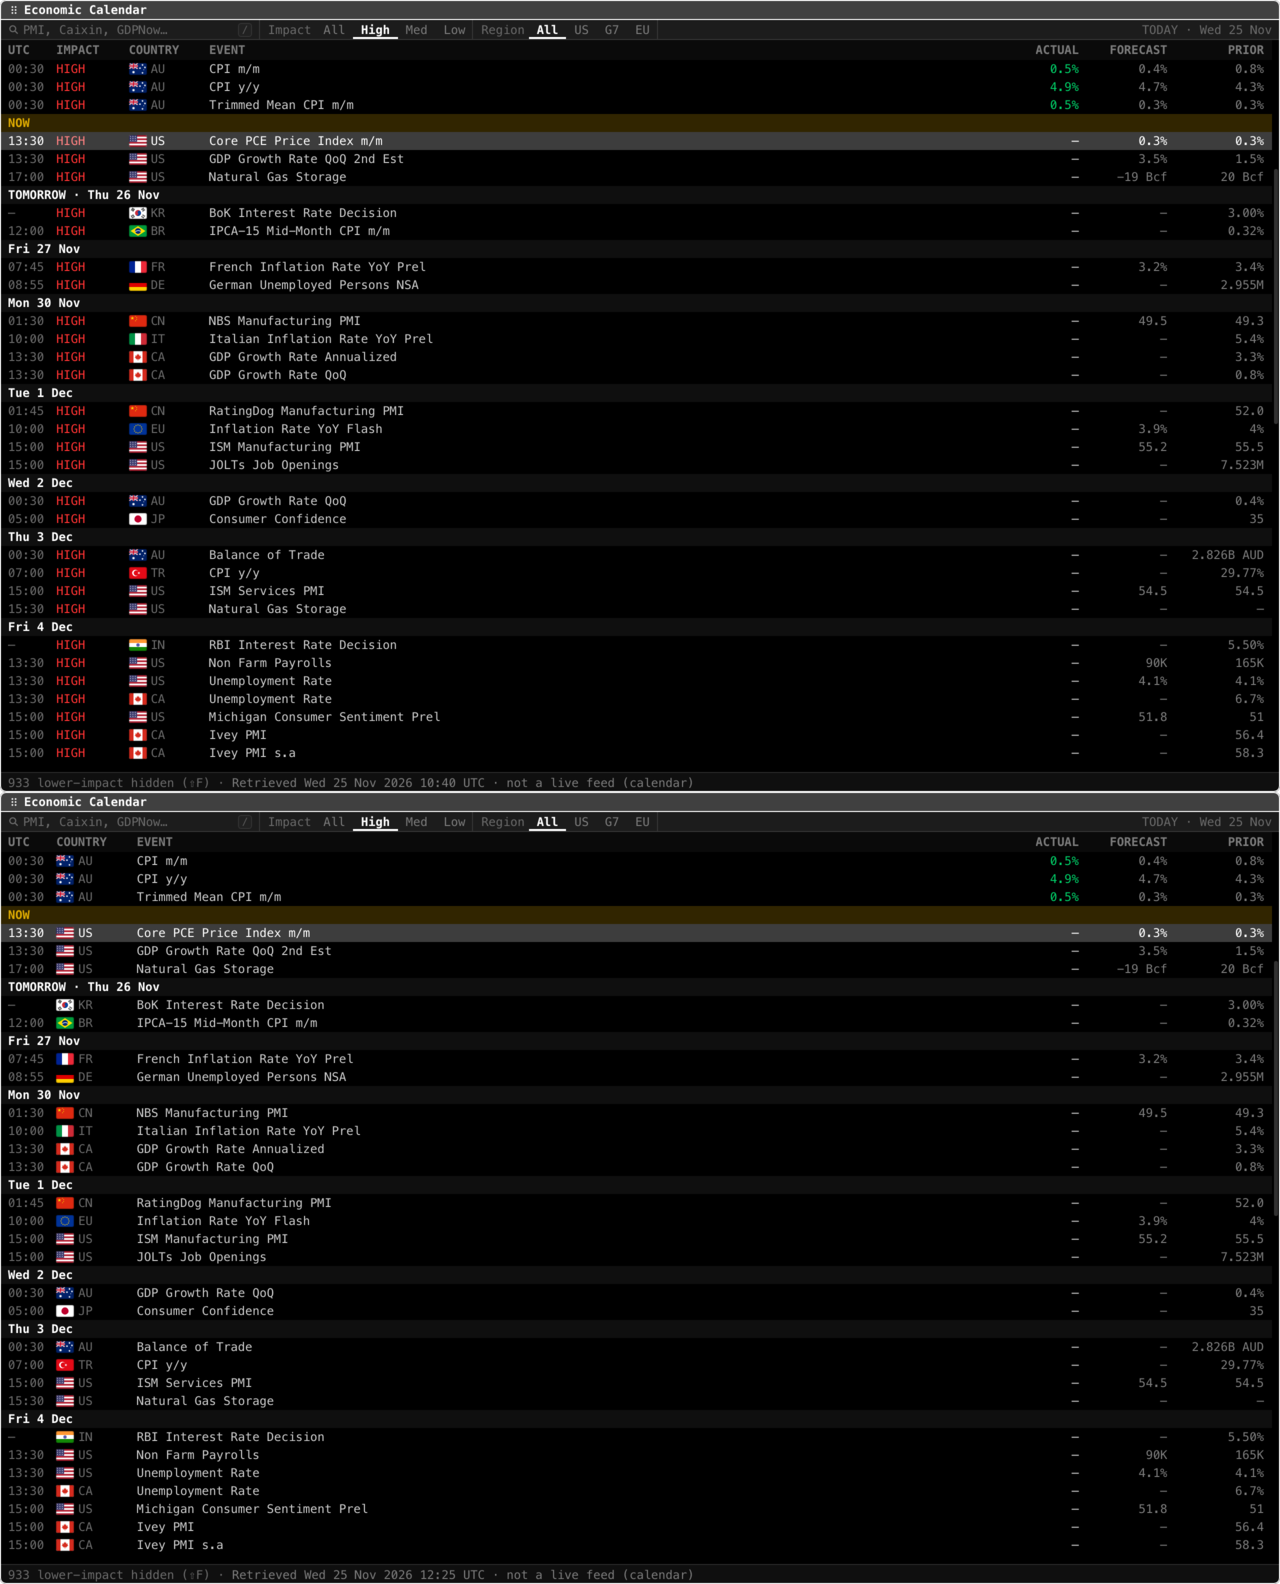 Economic Calendar
PMI, Caixin, GDPNow… / Impact All High Med Low Region All US G7 EU TODAY · Wed 25 Nov
UTC IMPACT COUNTRY EVENT ACTUAL FORECAST PRIOR
00:30 HIGH AU CPI m/m 0.5% 0.4% 0.8%
00:30 HIGH AU CPI y/y 4.9% 4.7% 4.3%
00:30 HIGH AU Trimmed Mean CPI m/m 0.5% 0.3% 0.3%
NOW
13:30 HIGH US Core PCE Price Index m/m — 0.3% 0.3%
13:30 HIGH US GDP Growth Rate QoQ 2nd Est — 3.5% 1.5%
17:00 HIGH US Natural Gas Storage — −19 Bcf 20 Bcf
TOMORROW · Thu 26 Nov
— HIGH KR BoK Interest Rate Decision — — 3.00%
12:00 HIGH BR IPCA−15 Mid−Month CPI m/m — — 0.32%
Fri 27 Nov
07:45 HIGH FR French Inflation Rate YoY Prel — 3.2% 3.4%
08:55 HIGH DE German Unemployed Persons NSA — — 2.955M
Mon 30 Nov
01:30 HIGH CN NBS Manufacturing PMI — 49.5 49.3
10:00 HIGH IT Italian Inflation Rate YoY Prel — — 5.4%
13:30 HIGH CA GDP Growth Rate Annualized — — 3.3%
13:30 HIGH CA GDP Growth Rate QoQ — — 0.8%
Tue 1 Dec
01:45 HIGH CN RatingDog Manufacturing PMI — — 52.0
10:00 HIGH EU Inflation Rate YoY Flash — 3.9% 4%
15:00 HIGH US ISM Manufacturing PMI — 55.2 55.5
15:00 HIGH US JOLTs Job Openings — — 7.523M
Wed 2 Dec
00:30 HIGH AU GDP Growth Rate QoQ — — 0.4%
05:00 HIGH JP Consumer Confidence — — 35
Thu 3 Dec
00:30 HIGH AU Balance of Trade — — 2.826B AUD
07:00 HIGH TR CPI y/y — — 29.77%
15:00 HIGH US ISM Services PMI — 54.5 54.5
15:30 HIGH US Natural Gas Storage — — —
Fri 4 Dec
— HIGH IN RBI Interest Rate Decision — — 5.50%
13:30 HIGH US Non Farm Payrolls — 90K 165K
13:30 HIGH US Unemployment Rate — 4.1% 4.1%
13:30 HIGH CA Unemployment Rate — — 6.7%
15:00 HIGH US Michigan Consumer Sentiment Prel — 51.8 51
15:00 HIGH CA Ivey PMI — — 56.4
15:00 HIGH CA Ivey PMI s.a — — 58.3
933 lower−impact hidden (⇧F) · Retrieved Wed 25 Nov 2026 10:40 UTC · not a live feed (calendar)
Economic Calendar
PMI, Caixin, GDPNow… / Impact All High Med Low Region All US G7 EU TODAY · Wed 25 Nov
UTC COUNTRY EVENT ACTUAL FORECAST PRIOR
00:30 AU CPI m/m 0.5% 0.4% 0.8%
00:30 AU CPI y/y 4.9% 4.7% 4.3%
00:30 AU Trimmed Mean CPI m/m 0.5% 0.3% 0.3%
NOW
13:30 US Core PCE Price Index m/m — 0.3% 0.3%
13:30 US GDP Growth Rate QoQ 2nd Est — 3.5% 1.5%
17:00 US Natural Gas Storage — −19 Bcf 20 Bcf
TOMORROW · Thu 26 Nov
— KR BoK Interest Rate Decision — — 3.00%
12:00 BR IPCA−15 Mid−Month CPI m/m — — 0.32%
Fri 27 Nov
07:45 FR French Inflation Rate YoY Prel — 3.2% 3.4%
08:55 DE German Unemployed Persons NSA — — 2.955M
Mon 30 Nov
01:30 CN NBS Manufacturing PMI — 49.5 49.3
10:00 IT Italian Inflation Rate YoY Prel — — 5.4%
13:30 CA GDP Growth Rate Annualized — — 3.3%
13:30 CA GDP Growth Rate QoQ — — 0.8%
Tue 1 Dec
01:45 CN RatingDog Manufacturing PMI — — 52.0
10:00 EU Inflation Rate YoY Flash — 3.9% 4%
15:00 US ISM Manufacturing PMI — 55.2 55.5
15:00 US JOLTs Job Openings — — 7.523M
Wed 2 Dec
00:30 AU GDP Growth Rate QoQ — — 0.4%
05:00 JP Consumer Confidence — — 35
Thu 3 Dec
00:30 AU Balance of Trade — — 2.826B AUD
07:00 TR CPI y/y — — 29.77%
15:00 US ISM Services PMI — 54.5 54.5
15:30 US Natural Gas Storage — — —
Fri 4 Dec
— IN RBI Interest Rate Decision — — 5.50%
13:30 US Non Farm Payrolls — 90K 165K
13:30 US Unemployment Rate — 4.1% 4.1%
13:30 CA Unemployment Rate — — 6.7%
15:00 US Michigan Consumer Sentiment Prel — 51.8 51
15:00 CA Ivey PMI — — 56.4
15:00 CA Ivey PMI s.a — — 58.3
933 lower−impact hidden (⇧F) · Retrieved Wed 25 Nov 2026 12:25 UTC · not a live feed (calendar)